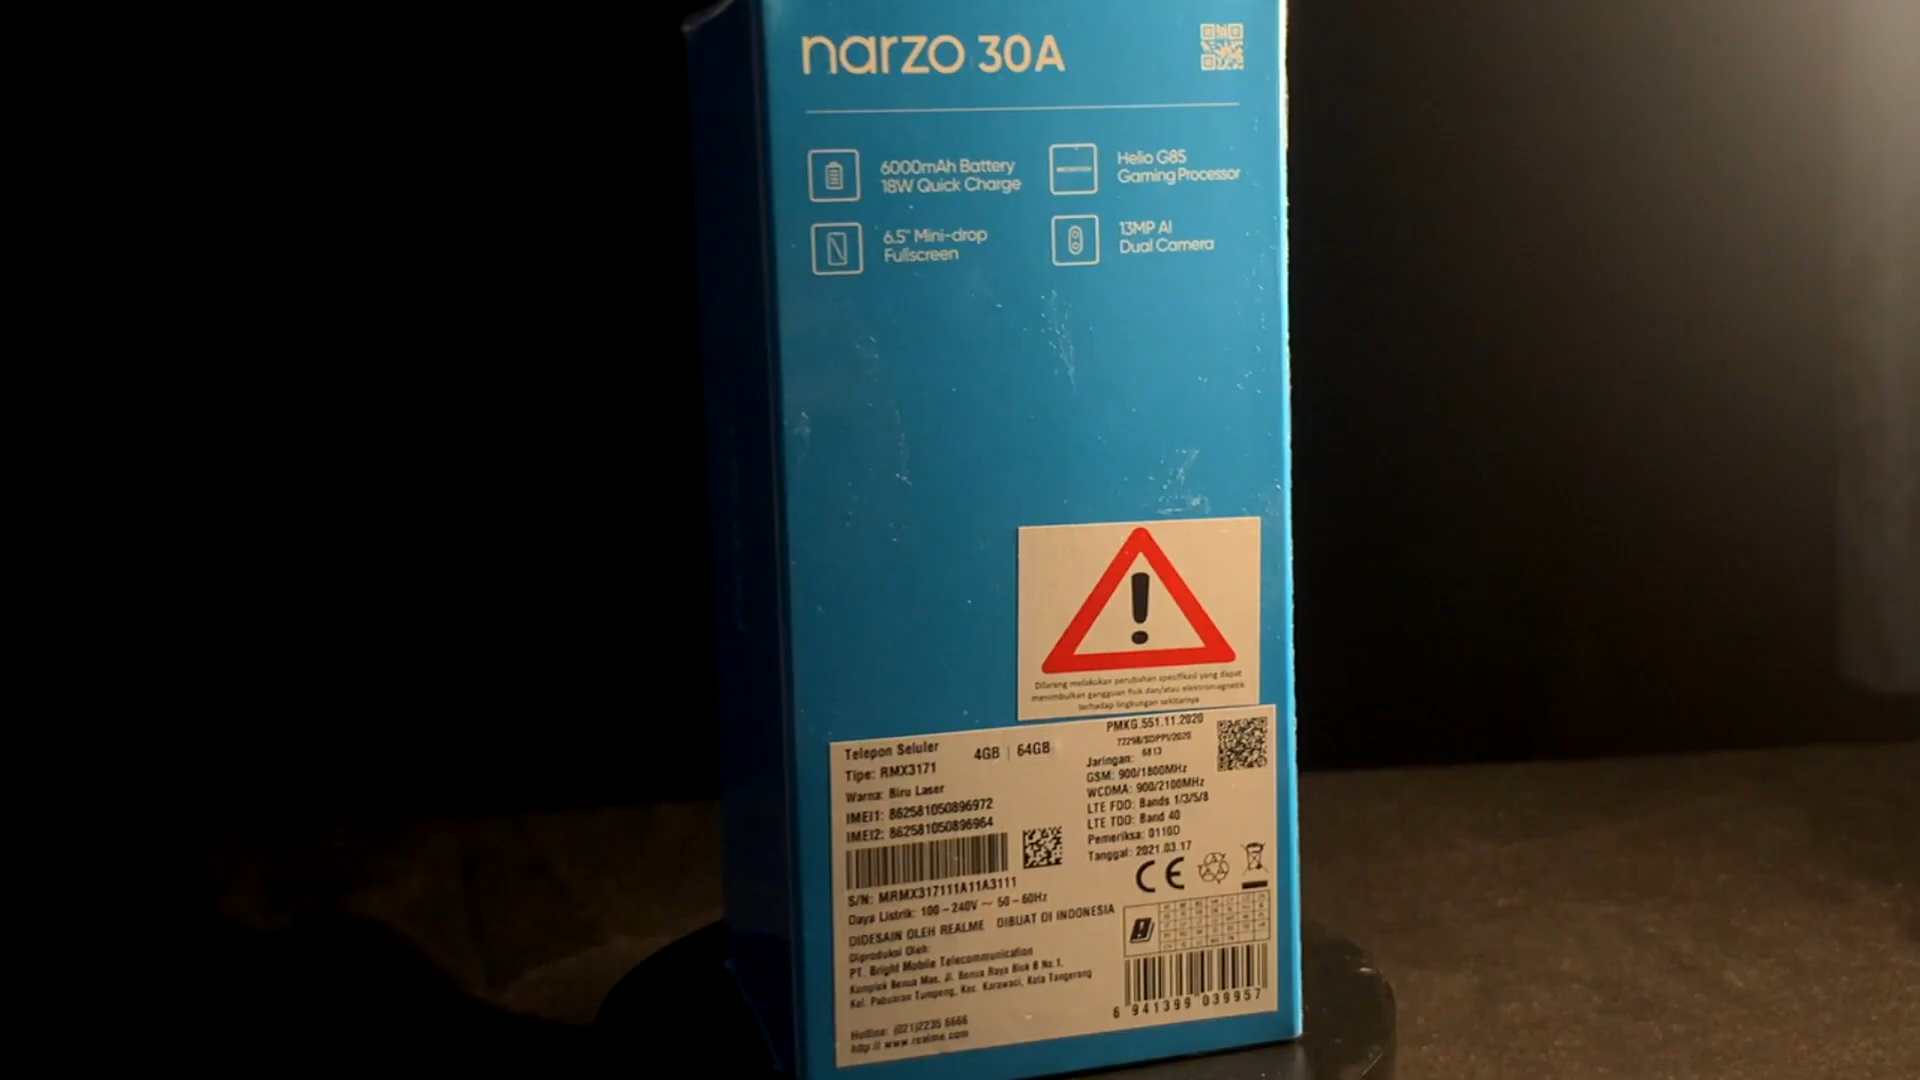 narzo 30A
6000mAh Battery
18W Quick Charge
Helio G85
Gaming Processor
6.5" Mini-drop
Fullscreen
13MP AI
Dual Camera
Dilarang melakukan perubahan spesifikasi yang dapat
menimbulkan gangguan fisik dan/atau elektromagnetik
terhadap lingkungan sekitarnya
Telepon Seluler
4GB | 64GB
Tipe: RMX3171
Warna: Biru Laser
IMEI1: 862581050896972
IMEI2: 862581050896964
S/N: MRMX317111A11A3111
Daya Listrik: 100-240V ~ 50-60Hz
DIDESAIN OLEH REALME DIBUAT DI INDONESIA
Diproduksi Oleh:
PT. Bright Mobile Telecommunication
Komplek Benua Mas, Jl. Benua Raya Blok B No.1,
Kel. Pabuaran Tumpeng, Kec. Karawaci, Kota Tangerang
Hotline: (021)2235 6666
http:// www.realme.com
PMKG.551.11.2020
72298/SDPPI/2020
6813
Jaringan:
GSM: 900/1800MHz
WCDMA: 900/2100MHz
LTE FDD: Bands 1/3/5/8
LTE TDD: Band 40
Pemeriksa: 0110D
Tanggal: 2021.03.17
CE
6 941399 039957